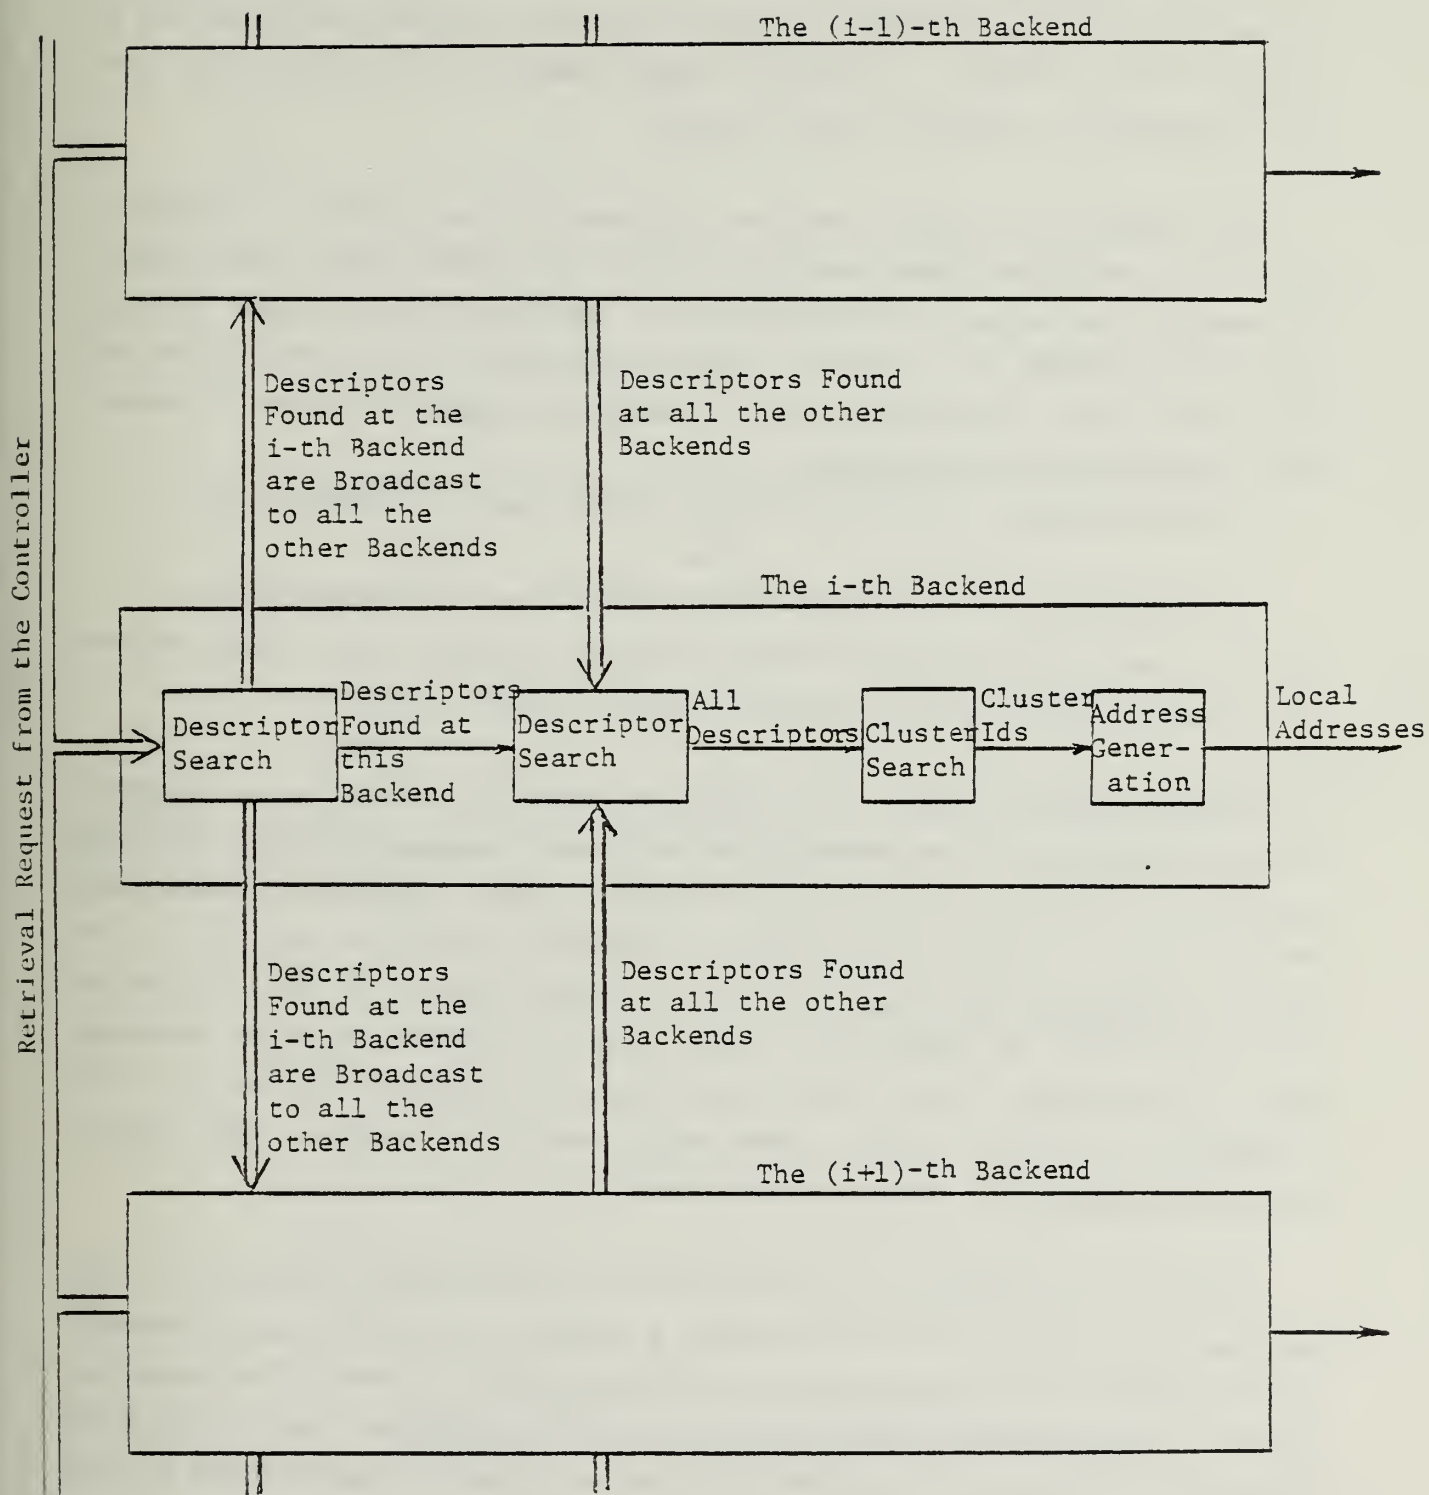 The (i-1)-th Backend
Retrieval Request from the Controller
Descriptors
Found at the
i-th Backend
are Broadcast
to all the
other Backends
Descriptors Found
at all the other
Backends
The i-th Backend
Descriptor
Search
Descriptors
Found at
this
Backend
Descriptor
Search
All
Descriptors
Cluster
Search
Cluster
Ids
Address
Gener-
ation
Local
Addresses
Descriptors
Found at the
i-th Backend
are Broadcast
to all the
other Backends
Descriptors Found
at all the other
Backends
The (i+1)-th Backend